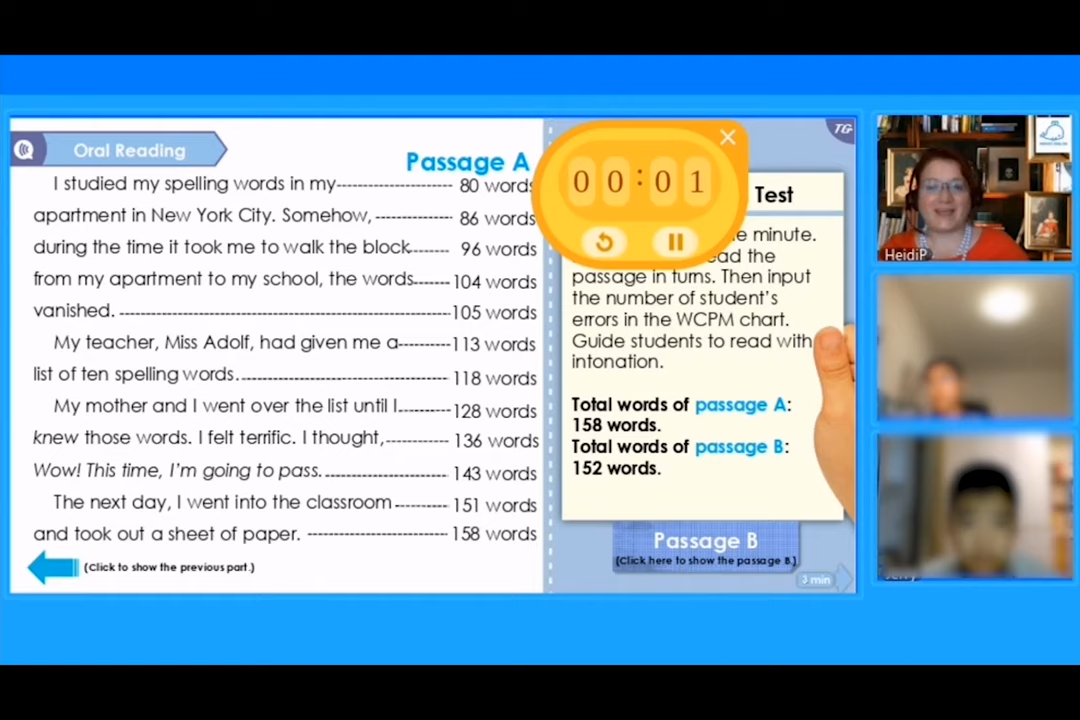 Oral Reading
Passage A
I studied my spelling words in my 80 words
apartment in New York City. Somehow, 86 words
during the time it took me to walk the block 96 words
from my apartment to my school, the words 104 words
vanished. 105 words
My teacher, Miss Adolf, had given me a 113 words
list of ten spelling words. 118 words
My mother and I went over the list until I 128 words
knew those words. I felt terrific. I thought, 136 words
Wow! This time, I'm going to pass. 143 words
The next day, I went into the classroom 151 words
and took out a sheet of paper. 158 words
(Click to show the previous part.)
00:01
TG
Test
minute.
the
passage in turns. Then input
the number of student's
errors in the WCPM chart.
Guide students to read with
intonation.
Total words of passage A:
158 words.
Total words of passage B:
152 words.
Passage B
(Click here to show the passage B.)
3 min
HeidiP